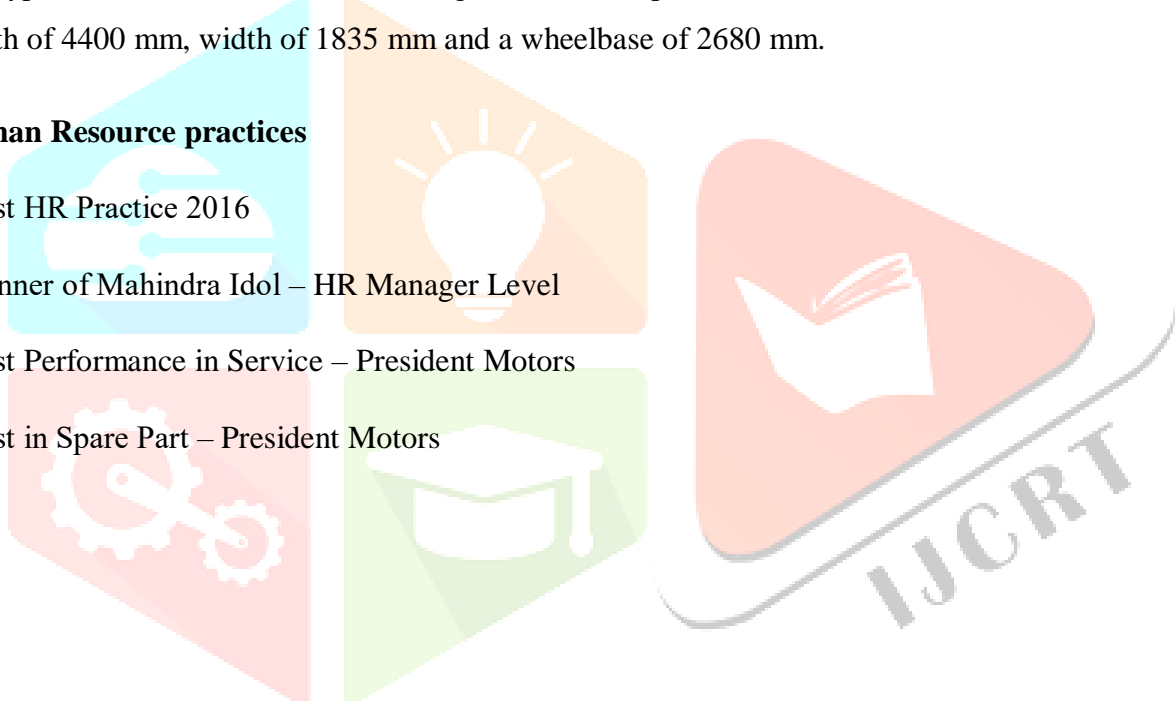 th of 4400 mm, width of 1835 mm and a wheelbase of 2680 mm.
nan Resource practices
st HR Practice 2016
nner of Mahindra Idol – HR Manager Level
st Performance in Service – President Motors
st in Spare Part – President Motors
IJCRT